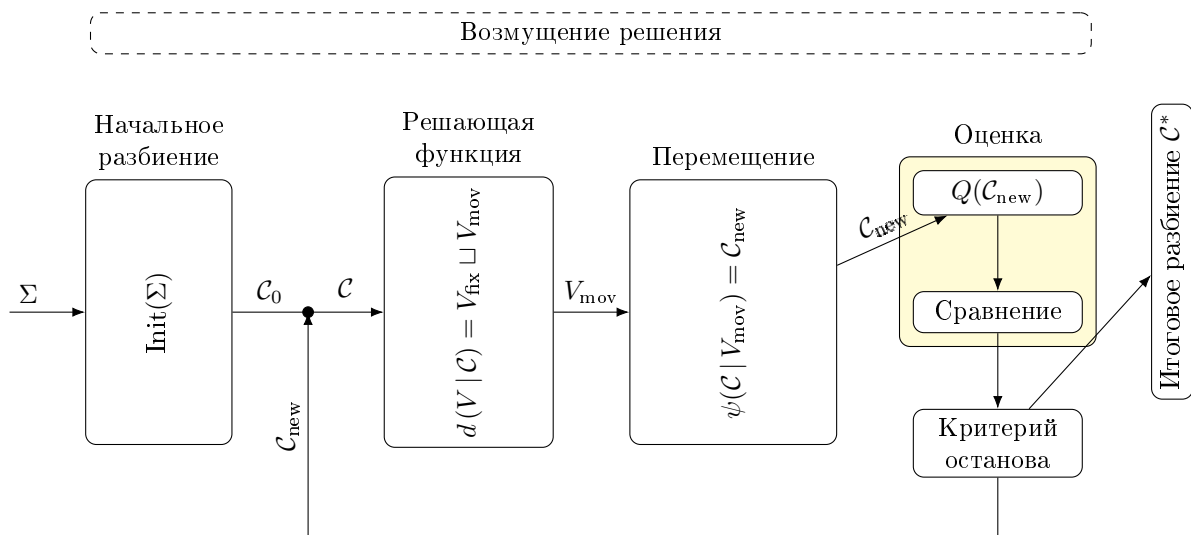 Возмущение решения
Начальное
разбиение
Решающая
функция
Перемещение
Оценка
Σ
Init(Σ)
𝒞₀
𝒞
d (V | 𝒞) = V_fix ⊔ V_mov
V_mov
ψ(𝒞 | V_mov) = 𝒞_new
𝒞_new
Q(𝒞_new)
Сравнение
Критерий
останова
Итоговое разбиение 𝒞*
𝒞_new